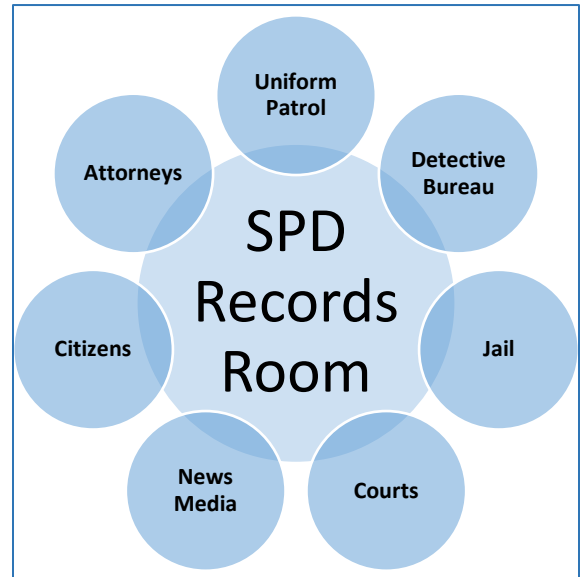 Uniform
Patrol
Attorneys
Detective
Bureau
SPD
Records
Room
Citizens
Jail
News
Media
Courts